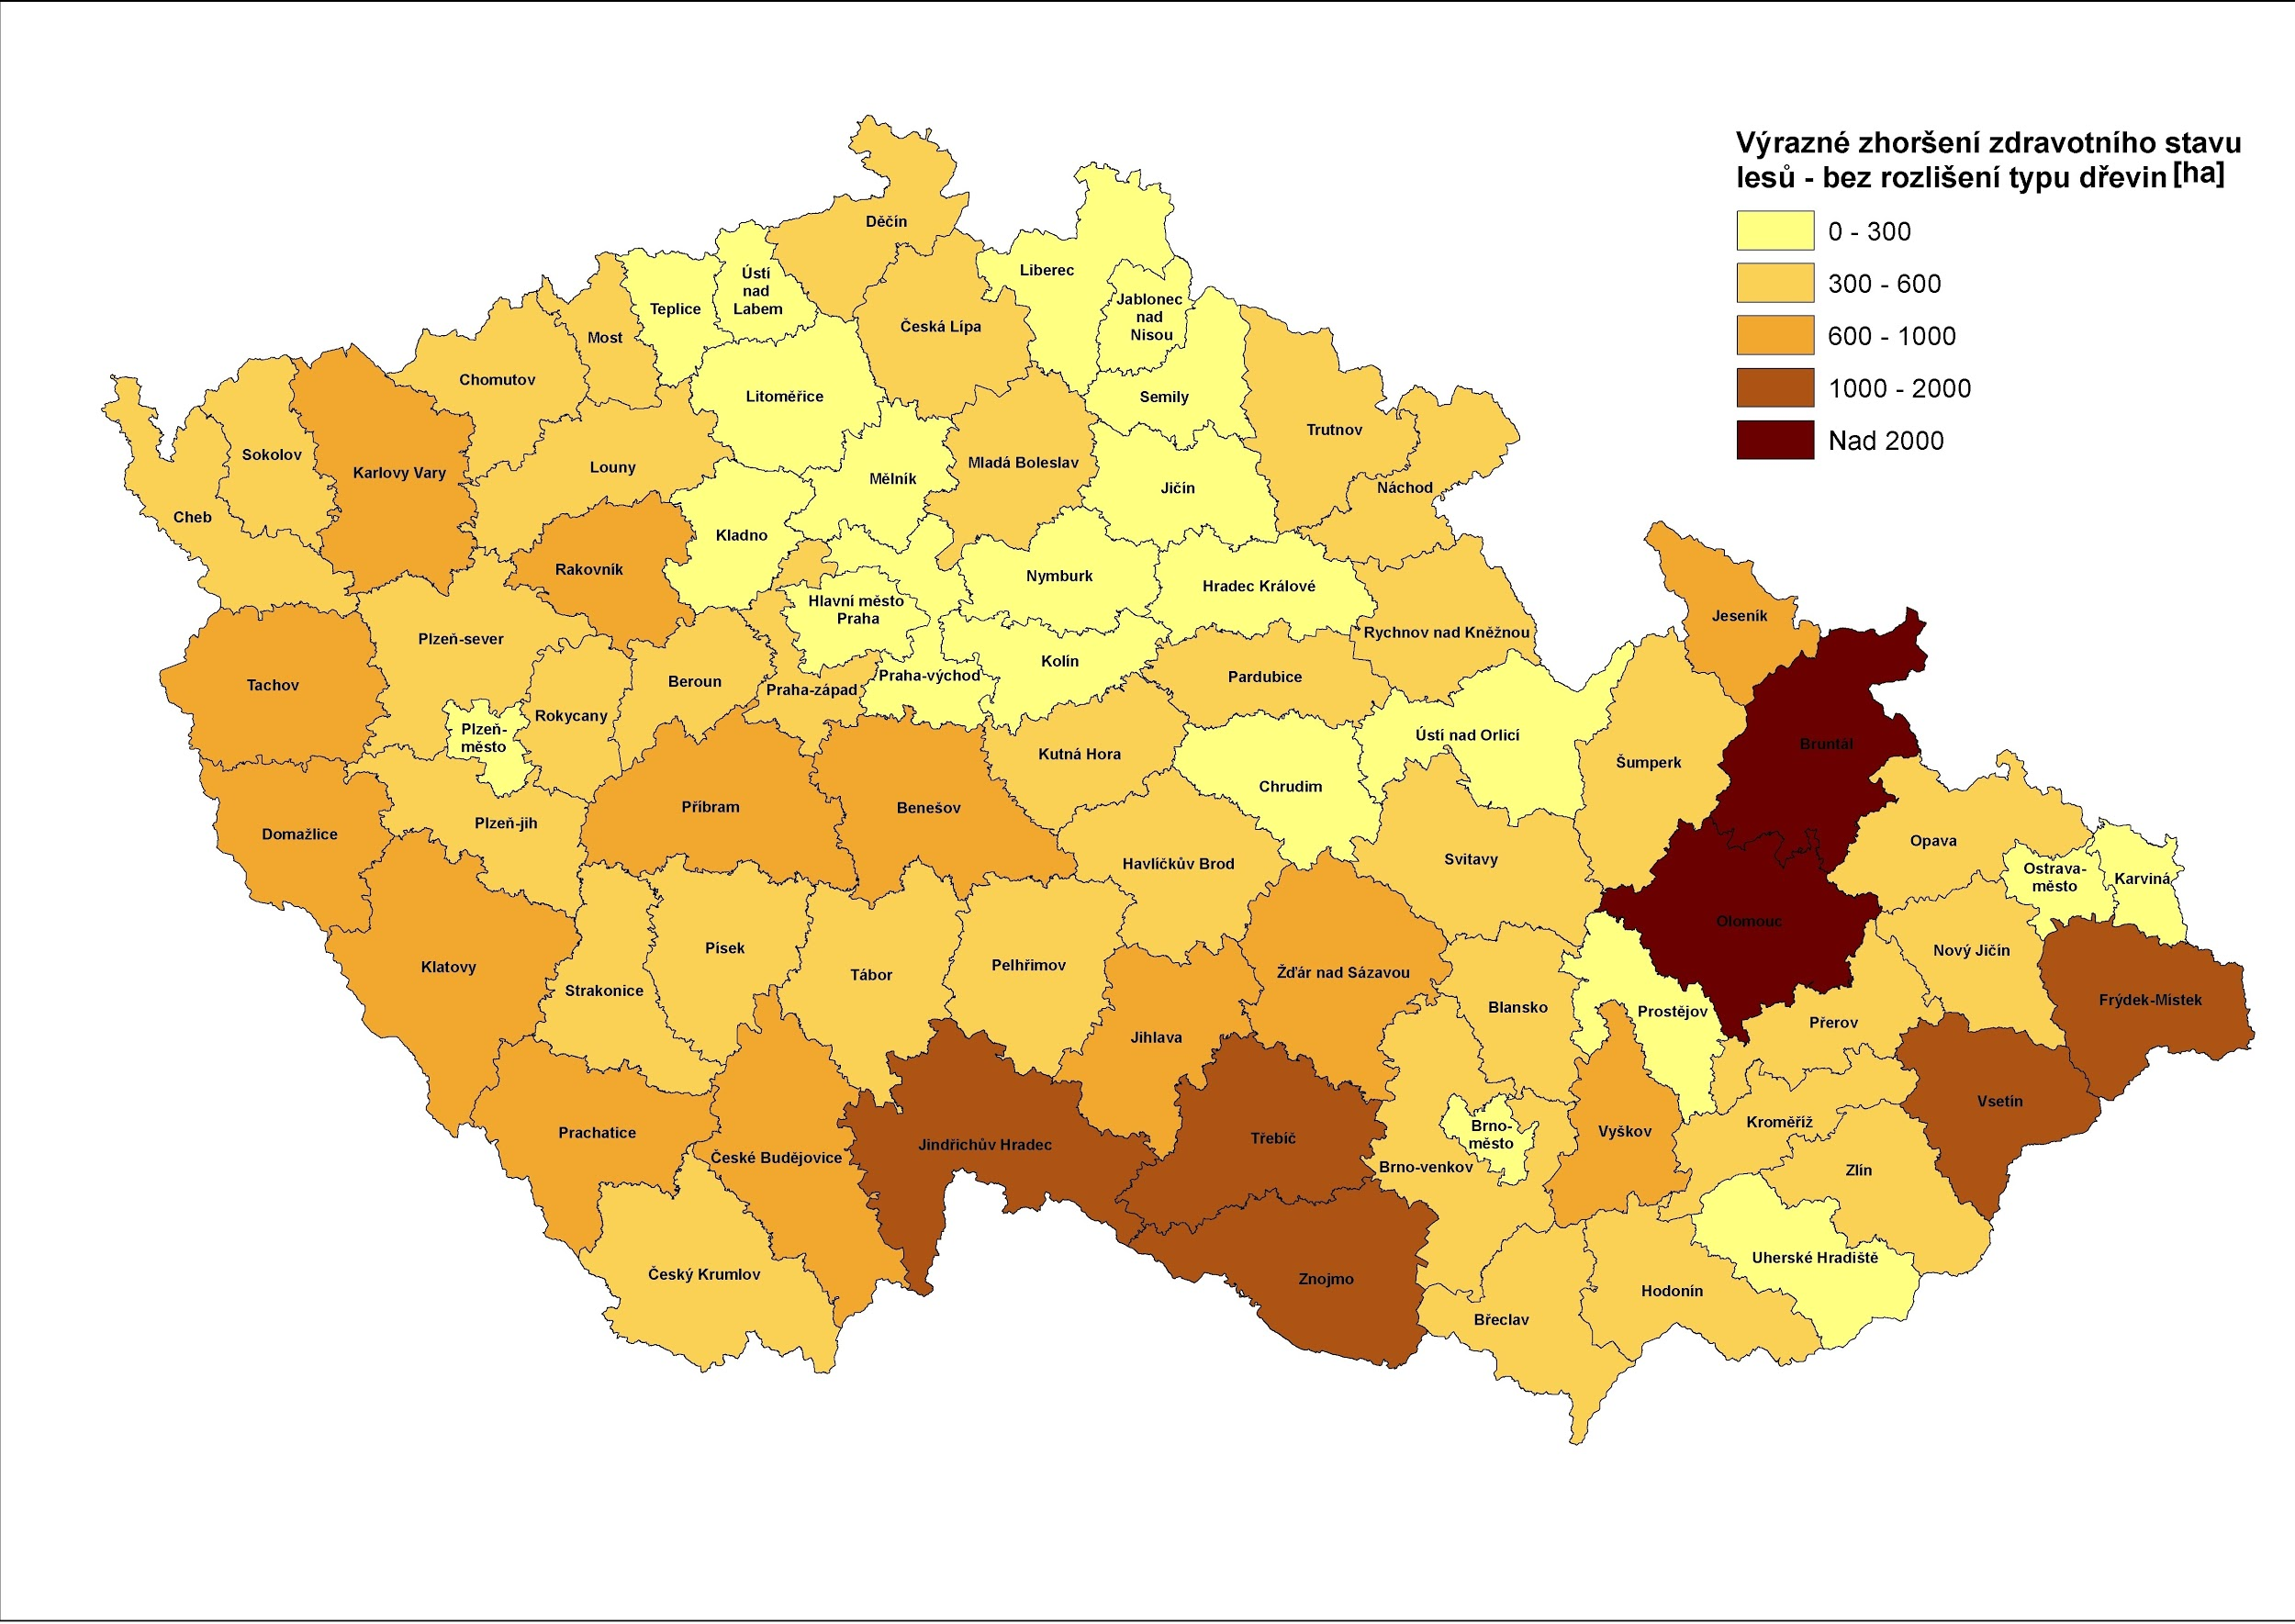 Výrazné zhoršení zdravotního stavu
lesů - bez rozlišení typu dřevin [ha]
0 - 300
300 - 600
600 - 1000
1000 - 2000
Nad 2000
Děčín
Liberec
Ústí
nad
Labem
Teplice
Jablonec
nad
Nisou
Česká Lípa
Most
Chomutov
Litoměřice
Semily
Trutnov
Sokolov
Karlovy Vary
Louny
Mladá Boleslav
Mělník
Jičín
Náchod
Cheb
Kladno
Rakovník
Nymburk
Hradec Králové
Hlavní město
Praha
Jeseník
Plzeň-sever
Rychnov nad Kněžnou
Kolín
Tachov
Beroun
Praha-západ
Praha-východ
Pardubice
Rokycany
Plzeň-
město
Ústí nad Orlicí
Bruntál
Kutná Hora
Šumperk
Chrudim
Příbram
Benešov
Domažlice
Plzeň-jih
Opava
Havlíčkův Brod
Svitavy
Ostrava-
město
Karviná
Olomouc
Písek
Nový Jičín
Klatovy
Tábor
Pelhřimov
Žďár nad Sázavou
Strakonice
Frýdek-Místek
Blansko
Prostějov
Přerov
Jihlava
Vsetín
Kroměříž
Prachatice
Brno-
město
Vyškov
Třebíč
Jindřichův Hradec
České Budějovice
Brno-venkov
Zlín
Uherské Hradiště
Český Krumlov
Znojmo
Hodonín
Břeclav